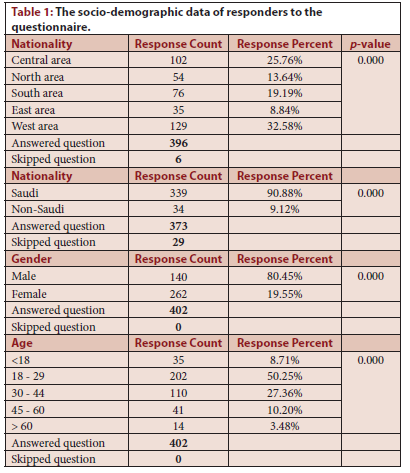 Table 1: The socio-demographic data of responders to the
questionnaire.
Nationality Response Count Response Percent p-value
Central area 102 25.76% 0.000
North area 54 13.64%
South area 76 19.19%
East area 35 8.84%
West area 129 32.58%
Answered question 396
Skipped question 6
Nationality Response Count Response Percent
Saudi 339 90.88% 0.000
Non-Saudi 34 9.12%
Answered question 373
Skipped question 29
Gender Response Count Response Percent
Male 140 80.45% 0.000
Female 262 19.55%
Answered question 402
Skipped question 0
Age Response Count Response Percent
<18 35 8.71% 0.000
18 - 29 202 50.25%
30 - 44 110 27.36%
45 - 60 41 10.20%
> 60 14 3.48%
Answered question 402
Skipped question 0